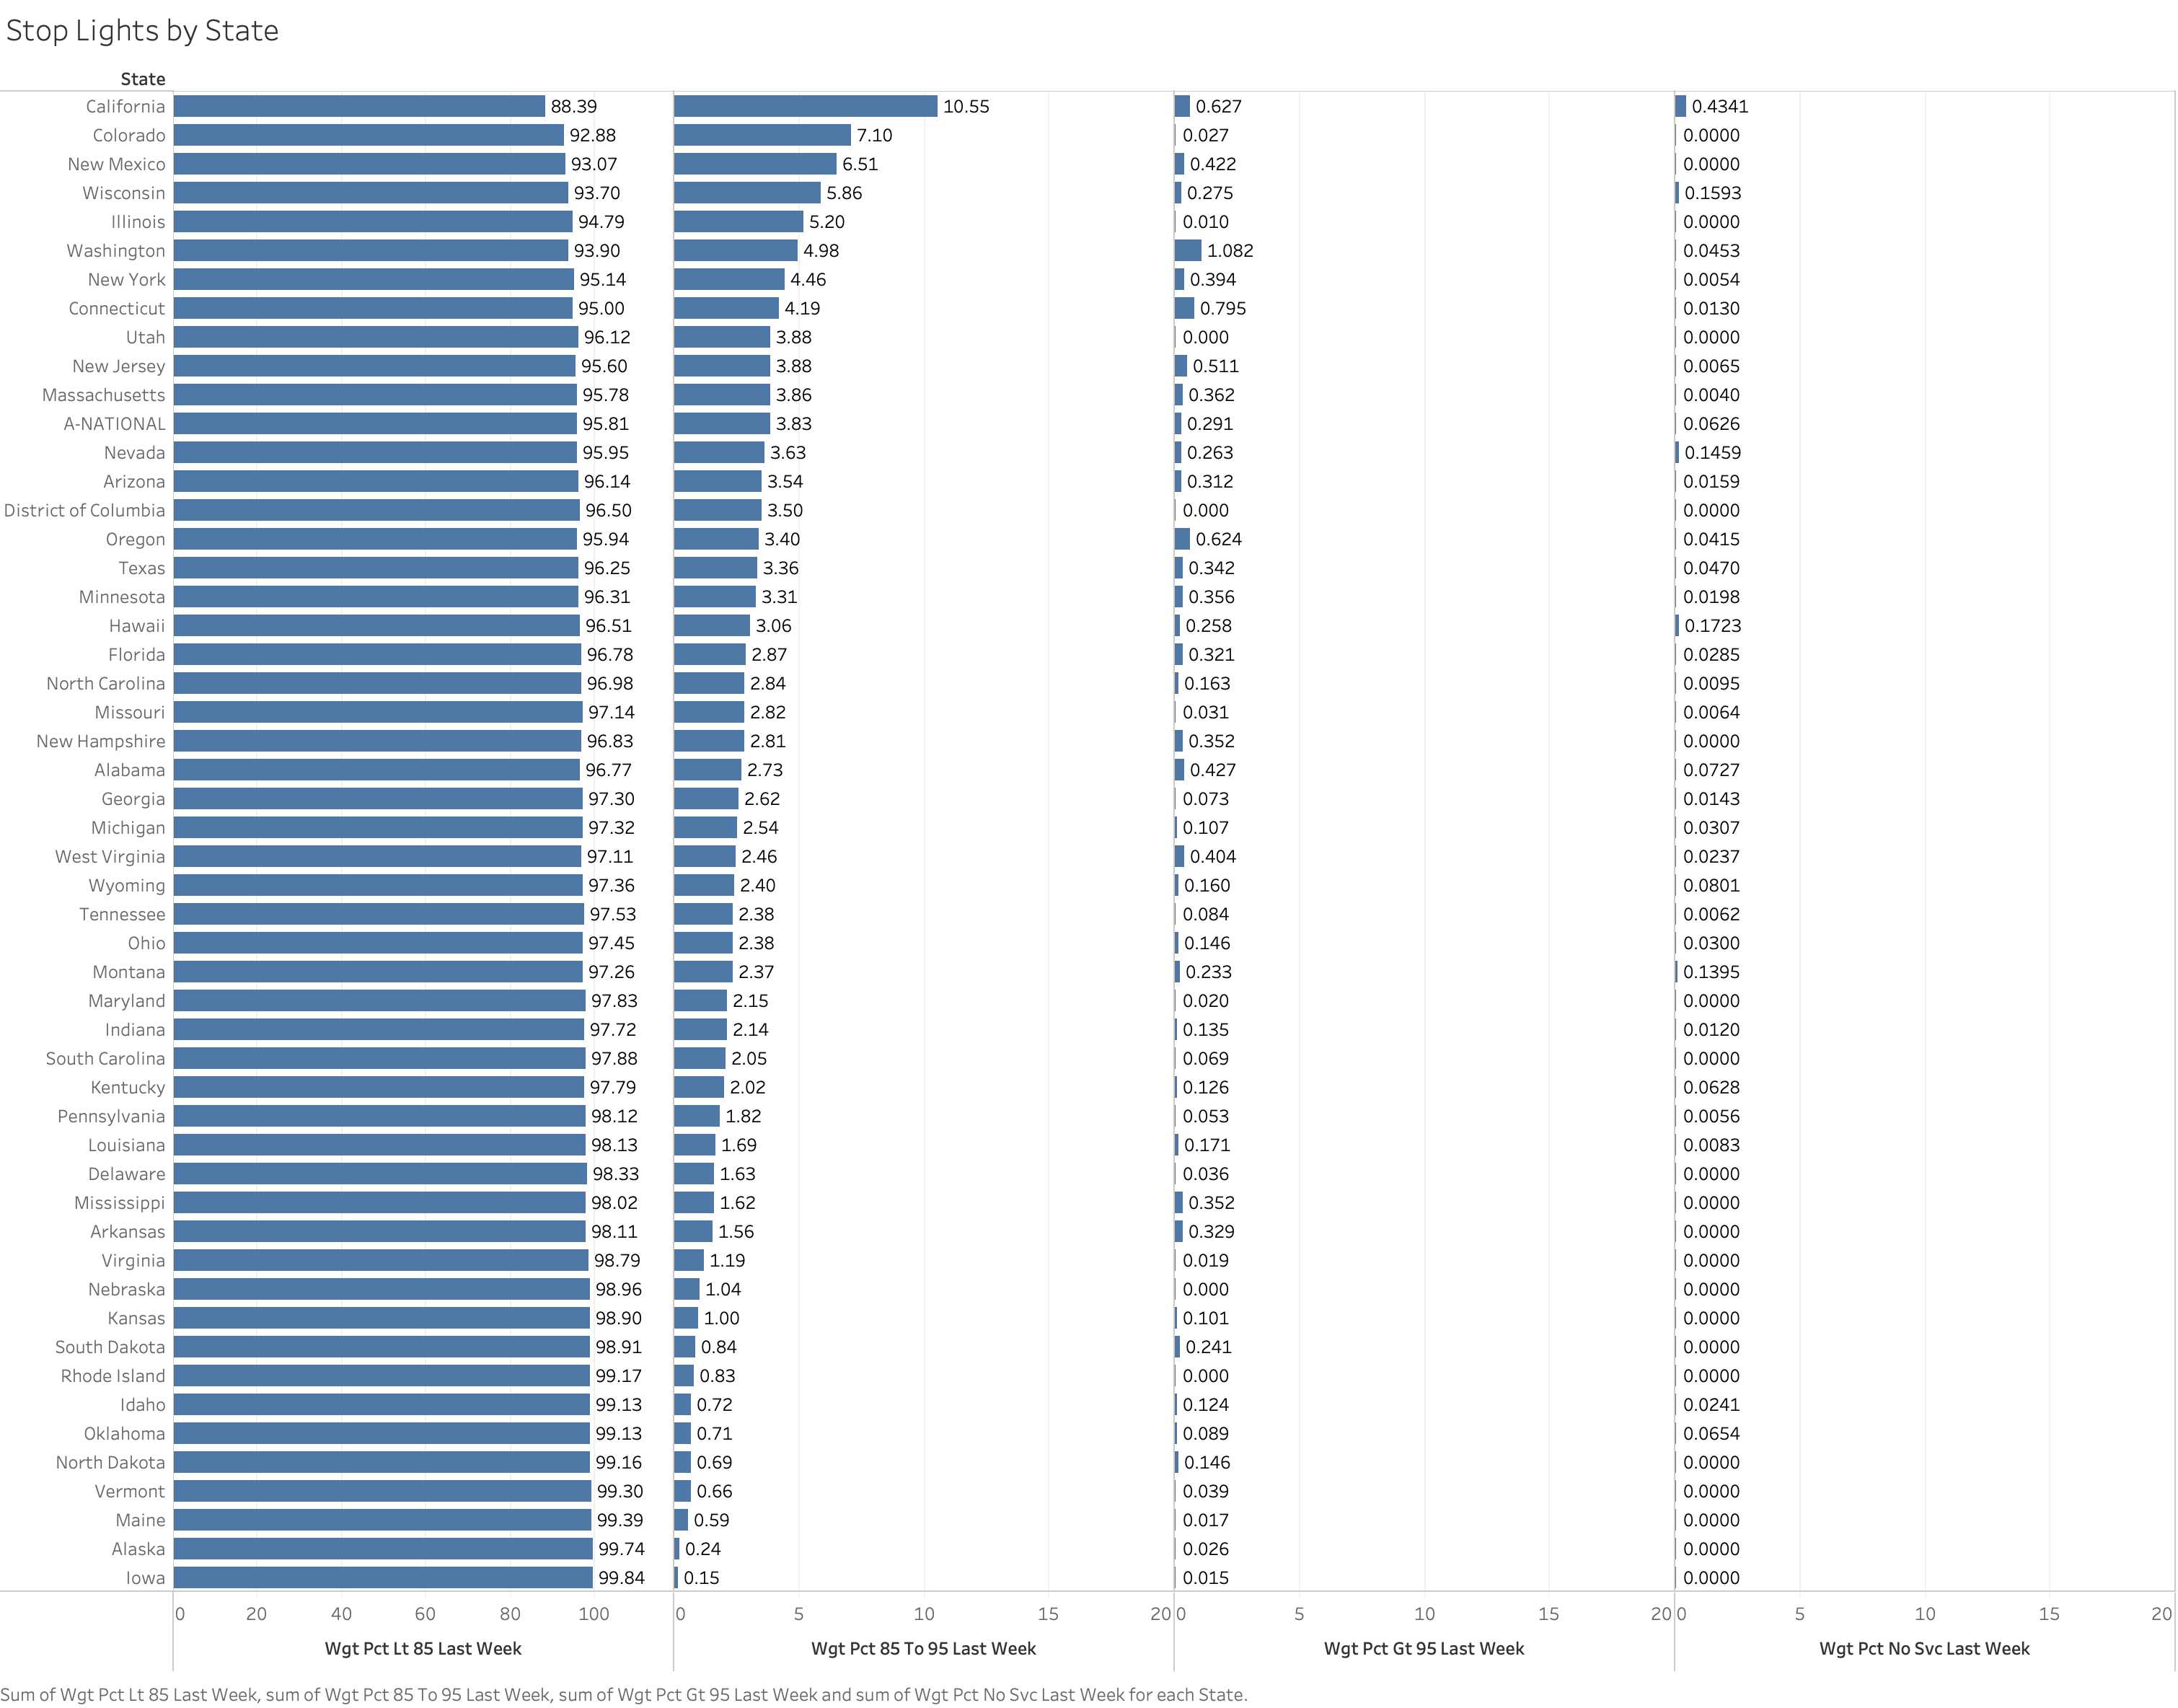 Stop Lights by State
State
California 88.39 10.55 0.627 0.4341
Colorado 92.88 7.10 0.027 0.0000
New Mexico 93.07 6.51 0.422 0.0000
Wisconsin 93.70 5.86 0.275 0.1593
Illinois 94.79 5.20 0.010 0.0000
Washington 93.90 4.98 1.082 0.0453
New York 95.14 4.46 0.394 0.0054
Connecticut 95.00 4.19 0.795 0.0130
Utah 96.12 3.88 0.000 0.0000
New Jersey 95.60 3.88 0.511 0.0065
Massachusetts 95.78 3.86 0.362 0.0040
A-NATIONAL 95.81 3.83 0.291 0.0626
Nevada 95.95 3.63 0.263 0.1459
Arizona 96.14 3.54 0.312 0.0159
District of Columbia 96.50 3.50 0.000 0.0000
Oregon 95.94 3.40 0.624 0.0415
Texas 96.25 3.36 0.342 0.0470
Minnesota 96.31 3.31 0.356 0.0198
Hawaii 96.51 3.06 0.258 0.1723
Florida 96.78 2.87 0.321 0.0285
North Carolina 96.98 2.84 0.163 0.0095
Missouri 97.14 2.82 0.031 0.0064
New Hampshire 96.83 2.81 0.352 0.0000
Alabama 96.77 2.73 0.427 0.0727
Georgia 97.30 2.62 0.073 0.0143
Michigan 97.32 2.54 0.107 0.0307
West Virginia 97.11 2.46 0.404 0.0237
Wyoming 97.36 2.40 0.160 0.0801
Tennessee 97.53 2.38 0.084 0.0062
Ohio 97.45 2.38 0.146 0.0300
Montana 97.26 2.37 0.233 0.1395
Maryland 97.83 2.15 0.020 0.0000
Indiana 97.72 2.14 0.135 0.0120
South Carolina 97.88 2.05 0.069 0.0000
Kentucky 97.79 2.02 0.126 0.0628
Pennsylvania 98.12 1.82 0.053 0.0056
Louisiana 98.13 1.69 0.171 0.0083
Delaware 98.33 1.63 0.036 0.0000
Mississippi 98.02 1.62 0.352 0.0000
Arkansas 98.11 1.56 0.329 0.0000
Virginia 98.79 1.19 0.019 0.0000
Nebraska 98.96 1.04 0.000 0.0000
Kansas 98.90 1.00 0.101 0.0000
South Dakota 98.91 0.84 0.241 0.0000
Rhode Island 99.17 0.83 0.000 0.0000
Idaho 99.13 0.72 0.124 0.0241
Oklahoma 99.13 0.71 0.089 0.0654
North Dakota 99.16 0.69 0.146 0.0000
Vermont 99.30 0.66 0.039 0.0000
Maine 99.39 0.59 0.017 0.0000
Alaska 99.74 0.24 0.026 0.0000
Iowa 99.84 0.15 0.015 0.0000
0 20 40 60 80 100 0 5 10 15 20 0 5 10 15 20 0 5 10 15 20
Wgt Pct Lt 85 Last Week Wgt Pct 85 To 95 Last Week Wgt Pct Gt 95 Last Week Wgt Pct No Svc Last Week
Sum of Wgt Pct Lt 85 Last Week, sum of Wgt Pct 85 To 95 Last Week, sum of Wgt Pct Gt 95 Last Week and sum of Wgt Pct No Svc Last Week for each State.